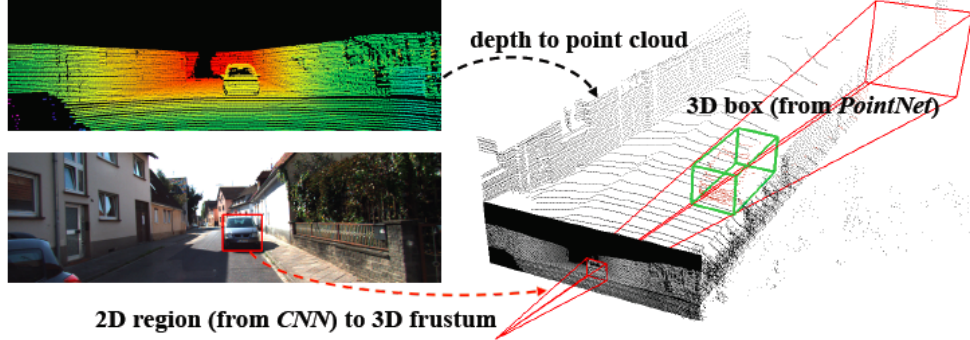 depth to point cloud
3D box (from PointNet)
2D region (from CNN) to 3D frustum